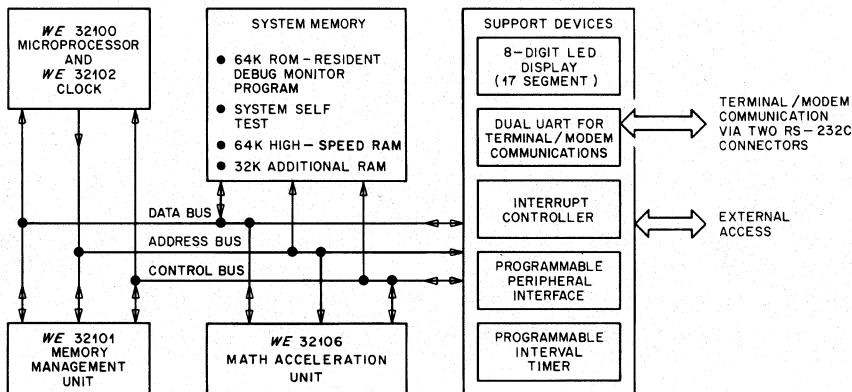 WE 32100
MICROPROCESSOR
AND
WE 32102
CLOCK
SYSTEM MEMORY
● 64K ROM-RESIDENT
DEBUG MONITOR
PROGRAM
● SYSTEM SELF
TEST
● 64K HIGH-SPEED RAM
● 32K ADDITIONAL RAM
SUPPORT DEVICES
8-DIGIT LED
DISPLAY
(17 SEGMENT)
DUAL UART FOR
TERMINAL/MODEM
COMMUNICATIONS
TERMINAL/MODEM
COMMUNICATION
VIA TWO RS-232C
CONNECTORS
INTERRUPT
CONTROLLER
EXTERNAL
ACCESS
PROGRAMMABLE
PERIPHERAL
INTERFACE
PROGRAMMABLE
INTERVAL
TIMER
DATA BUS
ADDRESS BUS
CONTROL BUS
WE 32101
MEMORY
MANAGEMENT
UNIT
WE 32106
MATH ACCELERATION
UNIT